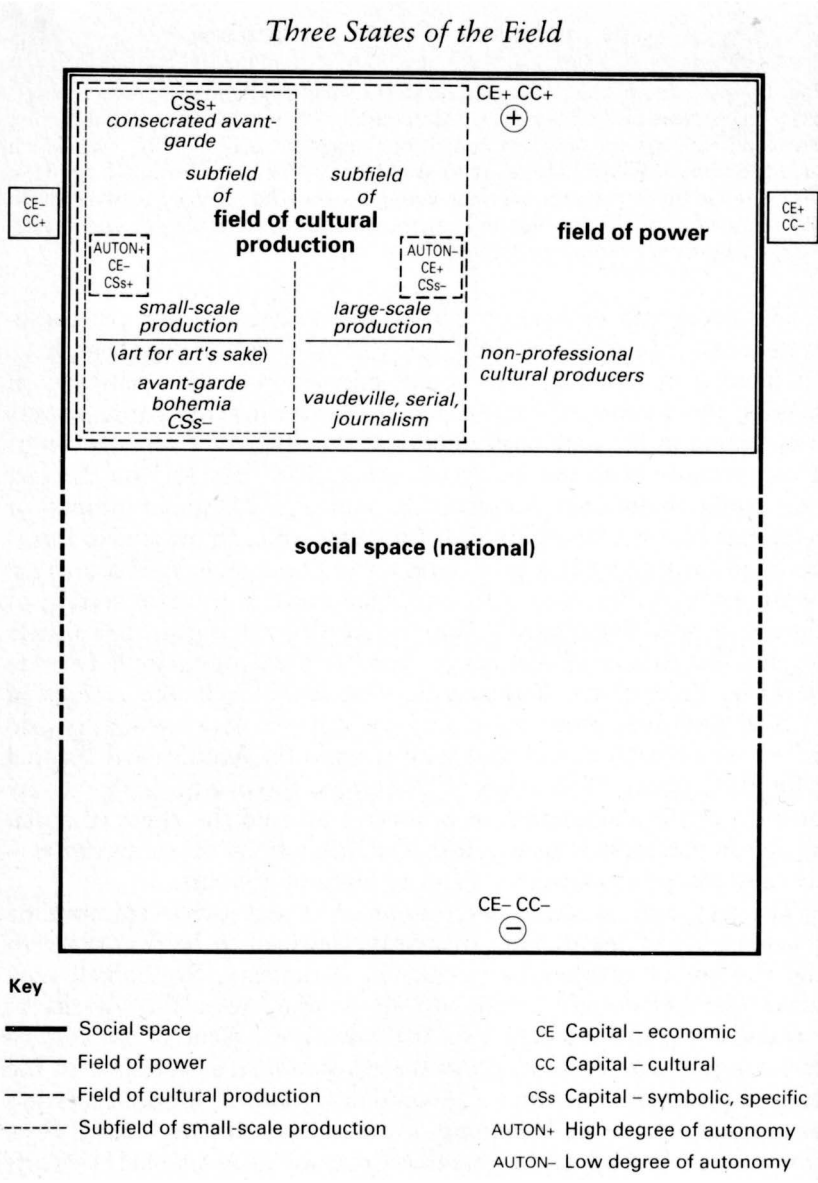 Three States of the Field
CE+ CC+
+
CSs+
consecrated avant-
garde
subfield
of
subfield
of
field of cultural
production
field of power
CE–
CC+
CE+
CC–
AUTON+
CE–
CSs+
AUTON–
CE+
CSs–
small-scale
production
large-scale
production
(art for art's sake)
avant-garde
bohemia
CSs–
vaudeville, serial,
journalism
non-professional
cultural producers
social space (national)
CE– CC–
–
Key
Social space
Field of power
Field of cultural production
Subfield of small-scale production
CE Capital – economic
CC Capital – cultural
CSs Capital – symbolic, specific
AUTON+ High degree of autonomy
AUTON– Low degree of autonomy